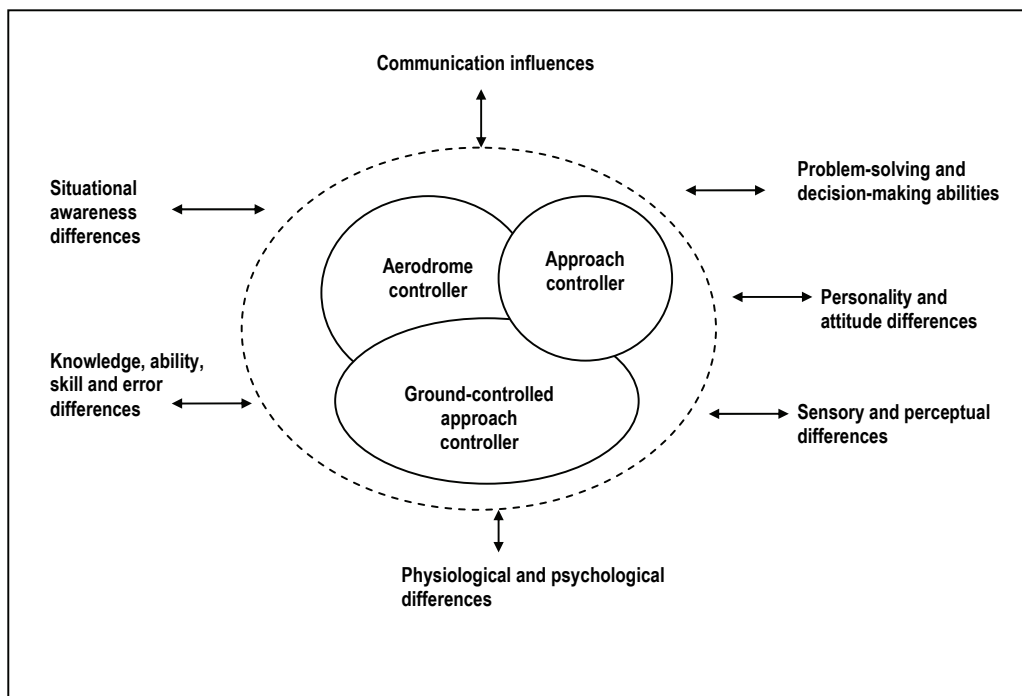 Communication influences
Problem-solving and
decision-making abilities
Situational
awareness
differences
Aerodrome
controller
Approach
controller
Personality and
attitude differences
Knowledge, ability,
skill and error
differences
Ground-controlled
approach
controller
Sensory and perceptual
differences
Physiological and psychological
differences